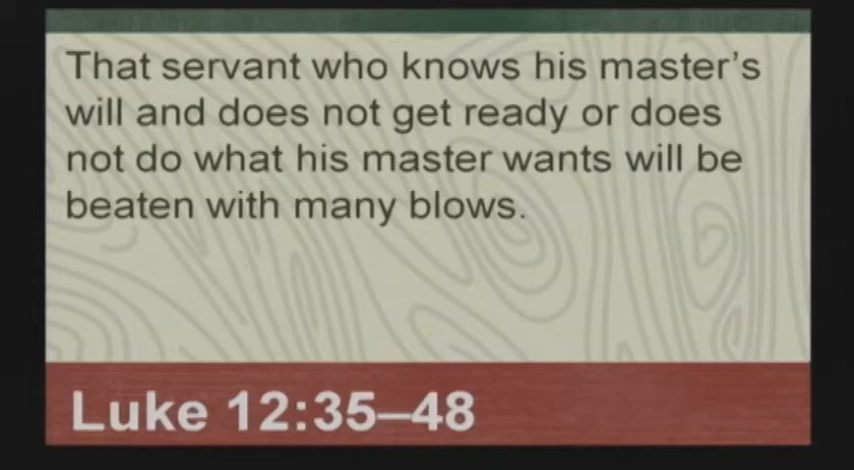 That servant who knows his master’s
will and does not get ready or does
not do what his master wants will be
beaten with many blows.
Luke 12:35–48